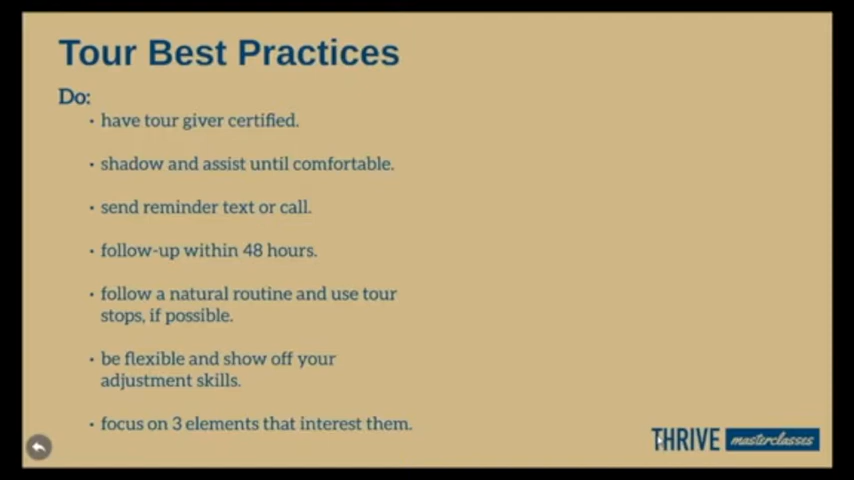 Tour Best Practices
Do:
• have tour giver certified.
• shadow and assist until comfortable.
• send reminder text or call.
• follow-up within 48 hours.
• follow a natural routine and use tour
stops, if possible.
• be flexible and show off your
adjustment skills.
• focus on 3 elements that interest them.
THRIVE masterclasses